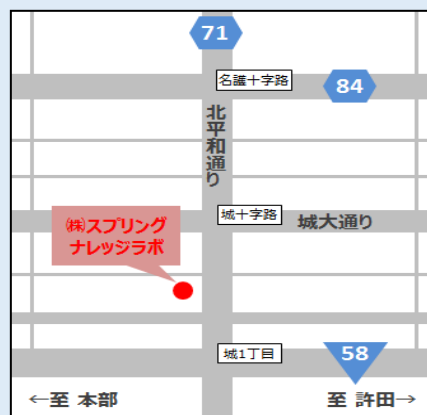 71
名護十字路
84
北平和通り
城十字路
城大通り
㈱スプリング
ナレッジラボ
城1丁目
58
←至 本部
至 許田→